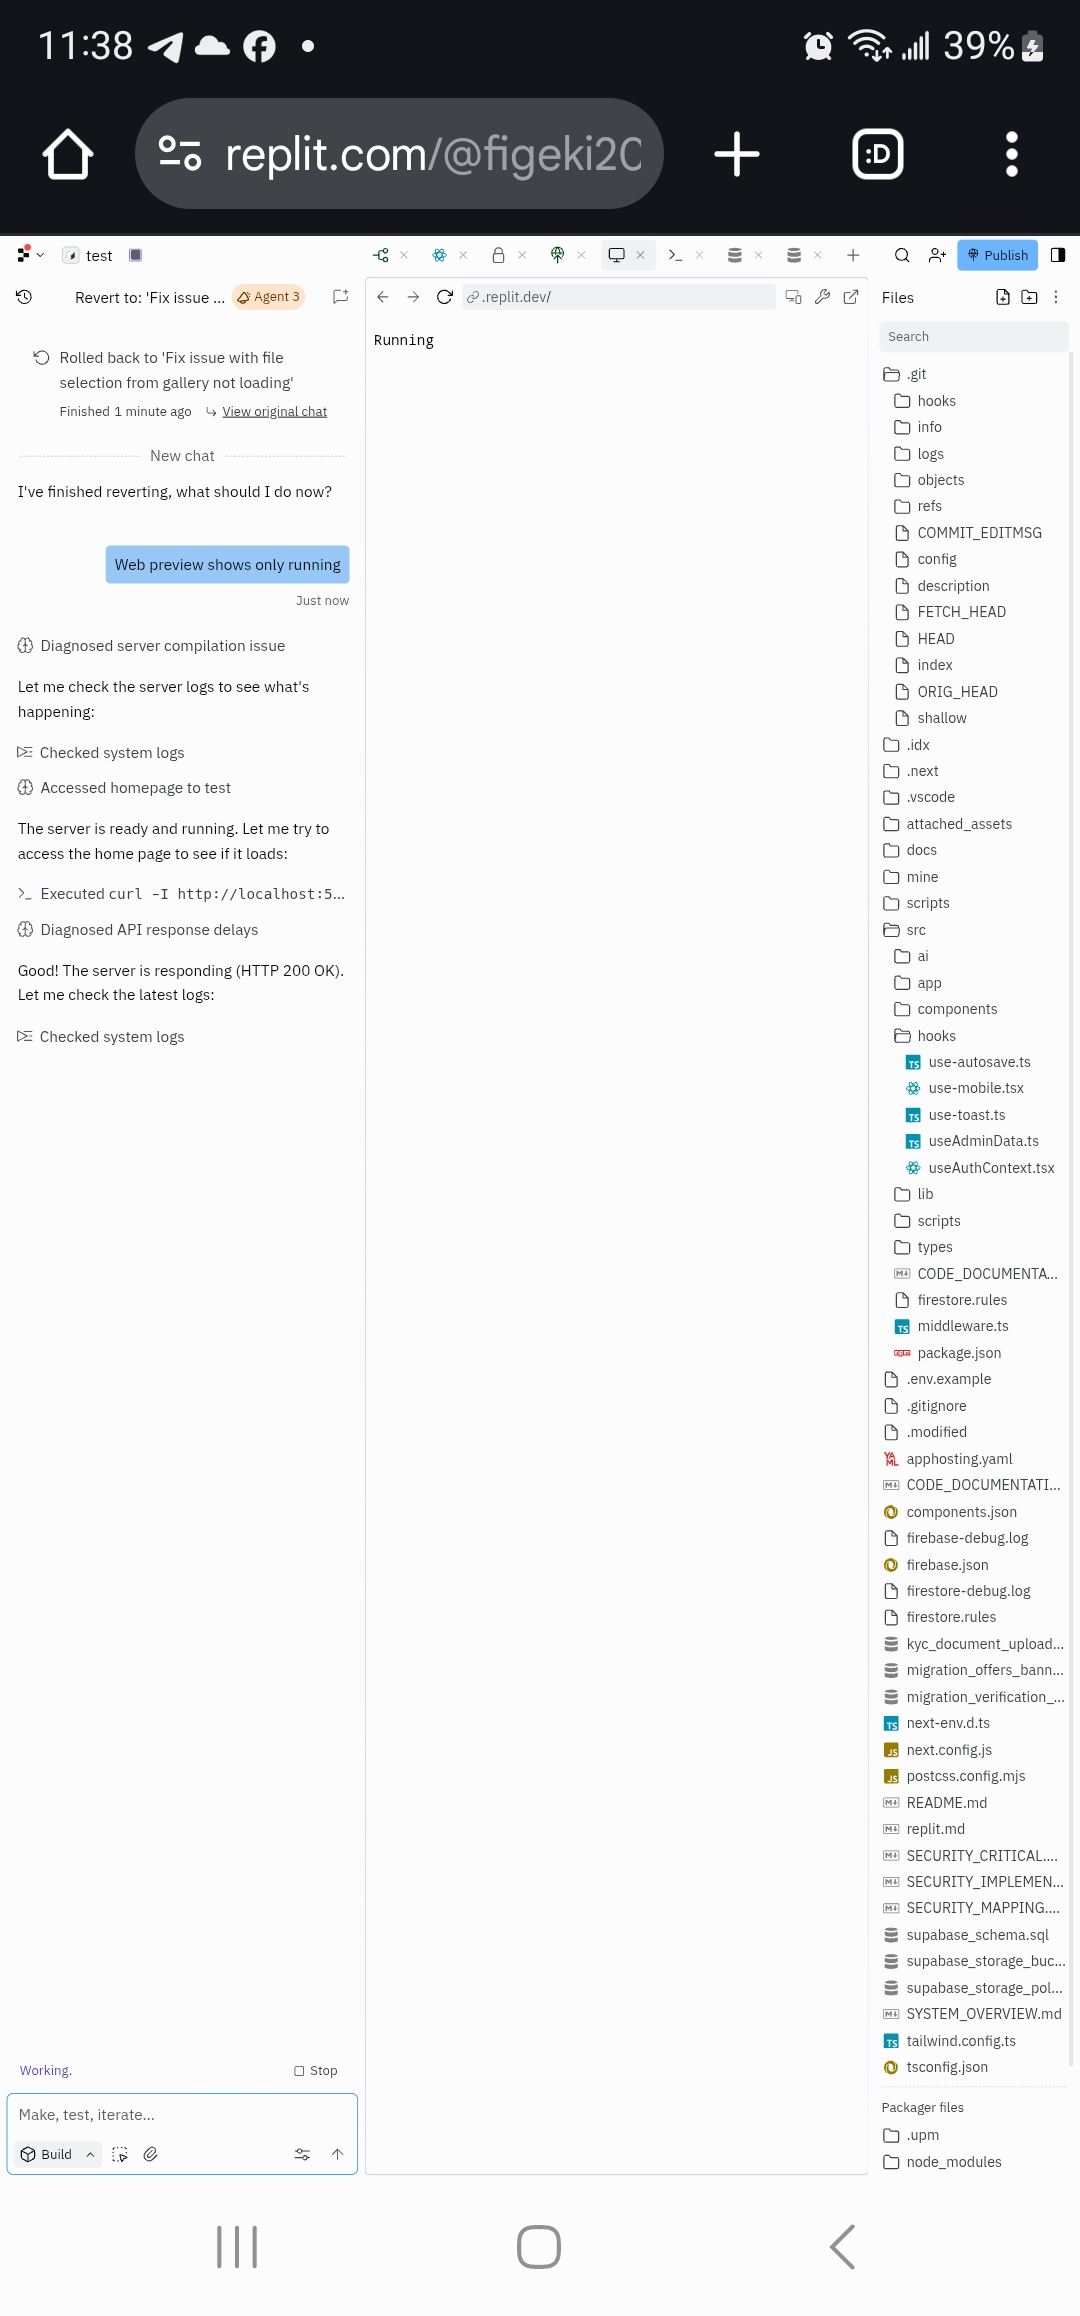 11:38
39%
replit.com/@figeki20
:D
test
Publish
Revert to: 'Fix issue ...
Agent 3
.replit.dev/
Files
Rolled back to 'Fix issue with file
selection from gallery not loading'
Finished 1 minute ago
View original chat
New chat
I've finished reverting, what should I do now?
Web preview shows only running
Just now
Diagnosed server compilation issue
Let me check the server logs to see what's
happening:
Checked system logs
Accessed homepage to test
The server is ready and running. Let me try to
access the home page to see if it loads:
Executed curl -I http://localhost:5...
Diagnosed API response delays
Good! The server is responding (HTTP 200 OK).
Let me check the latest logs:
Checked system logs
Working.
Stop
Make, test, iterate...
Build
Running
Search
.git
hooks
info
logs
objects
refs
COMMIT_EDITMSG
config
description
FETCH_HEAD
HEAD
index
ORIG_HEAD
shallow
.idx
.next
.vscode
attached_assets
docs
mine
scripts
src
ai
app
components
hooks
TS use-autosave.ts
use-mobile.tsx
TS use-toast.ts
TS useAdminData.ts
useAuthContext.tsx
lib
scripts
types
CODE_DOCUMENTA...
firestore.rules
TS middleware.ts
package.json
.env.example
.gitignore
.modified
YAML apphosting.yaml
CODE_DOCUMENTATI...
components.json
firebase-debug.log
firebase.json
firestore-debug.log
firestore.rules
kyc_document_upload...
migration_offers_bann...
migration_verification_...
TS next-env.d.ts
JS next.config.js
JS postcss.config.mjs
README.md
replit.md
SECURITY_CRITICAL....
SECURITY_IMPLEMEN...
SECURITY_MAPPING....
supabase_schema.sql
supabase_storage_buc...
supabase_storage_pol...
SYSTEM_OVERVIEW.md
TS tailwind.config.ts
tsconfig.json
Packager files
.upm
node_modules